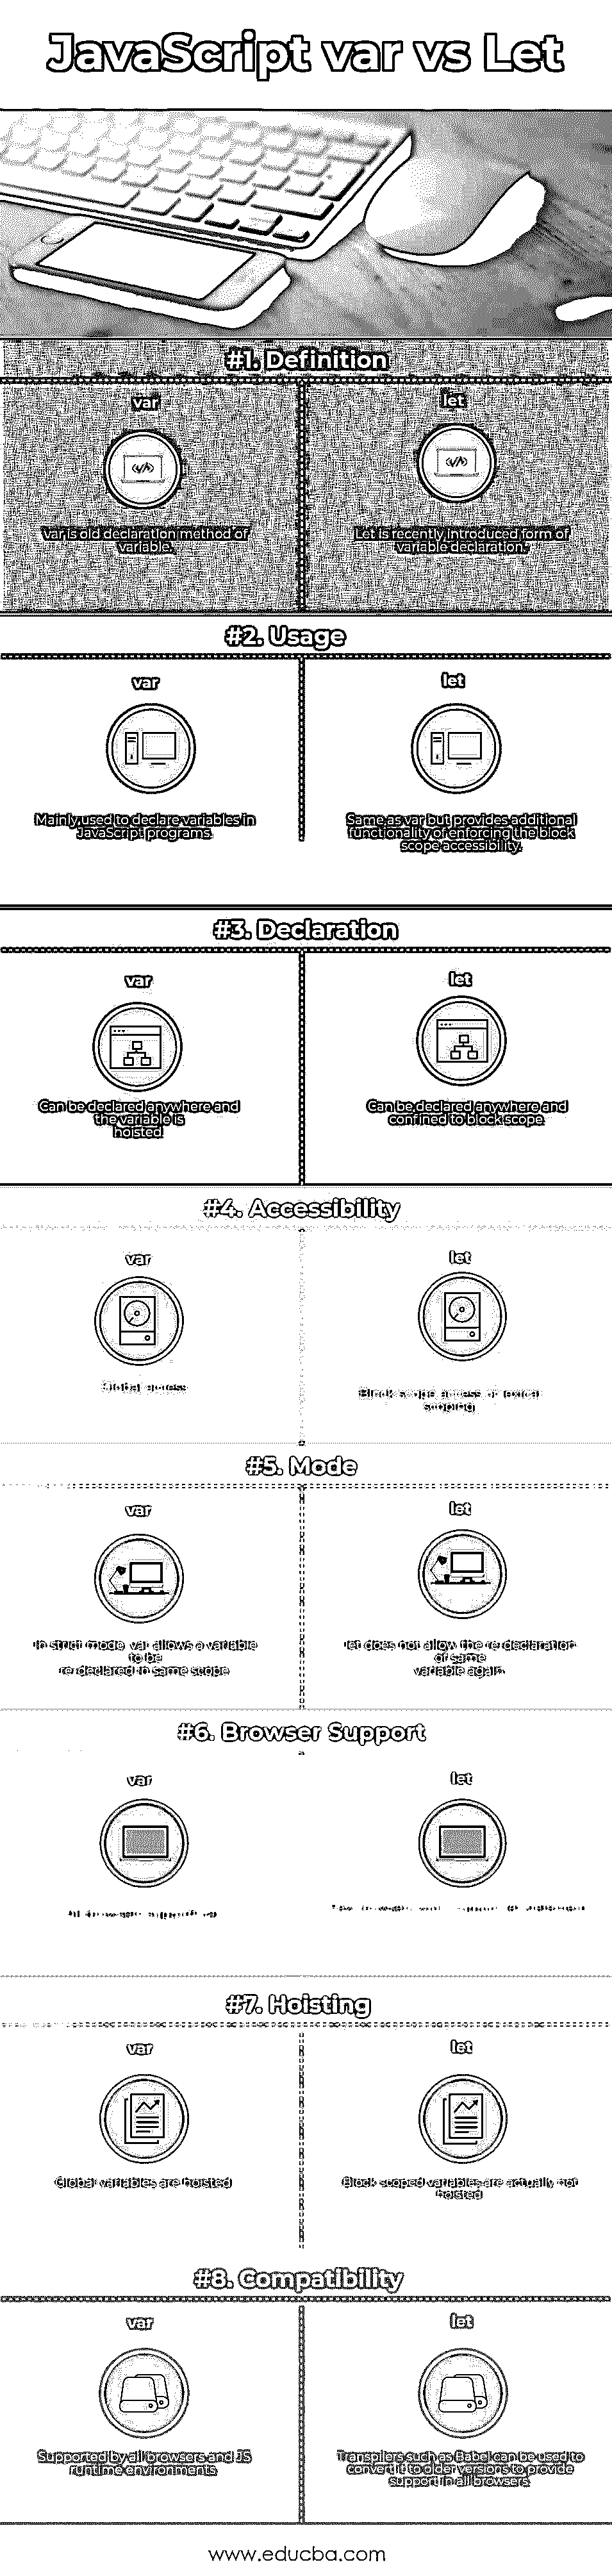 JavaScript var vs Let
#1. Definition
var
let
Var is old declaration method of
variable.
Let is recently introduced form of
variable declaration.
#2. Usage
var
let
Mainly used to declare variables in
JavaScript programs.
Same as var but provides additional
functionality of enforcing the block
scope accessibility.
#3. Declaration
var
let
Can be declared anywhere and
the variable is
hoisted.
Can be declared anywhere and
confined to block scope.
#4. Accessibility
var
let
Global access
Block scope access or
scoping
#5. Mode
var
let
In strict mode, var allows a variable
to be
re-declared in same scope
let does not allow the re-declaration
of same
variable again.
#6. Browser Support
var
let
#7. Hoisting
var
let
Global variables are hoisted
Block scoped variables are actually not
hoisted
#8. Compatibility
var
let
Supported by all browsers and JS
runtime environments
Transpilers such as Babel can be used to
convert it to older versions to provide
support in all browsers.
www.educba.com